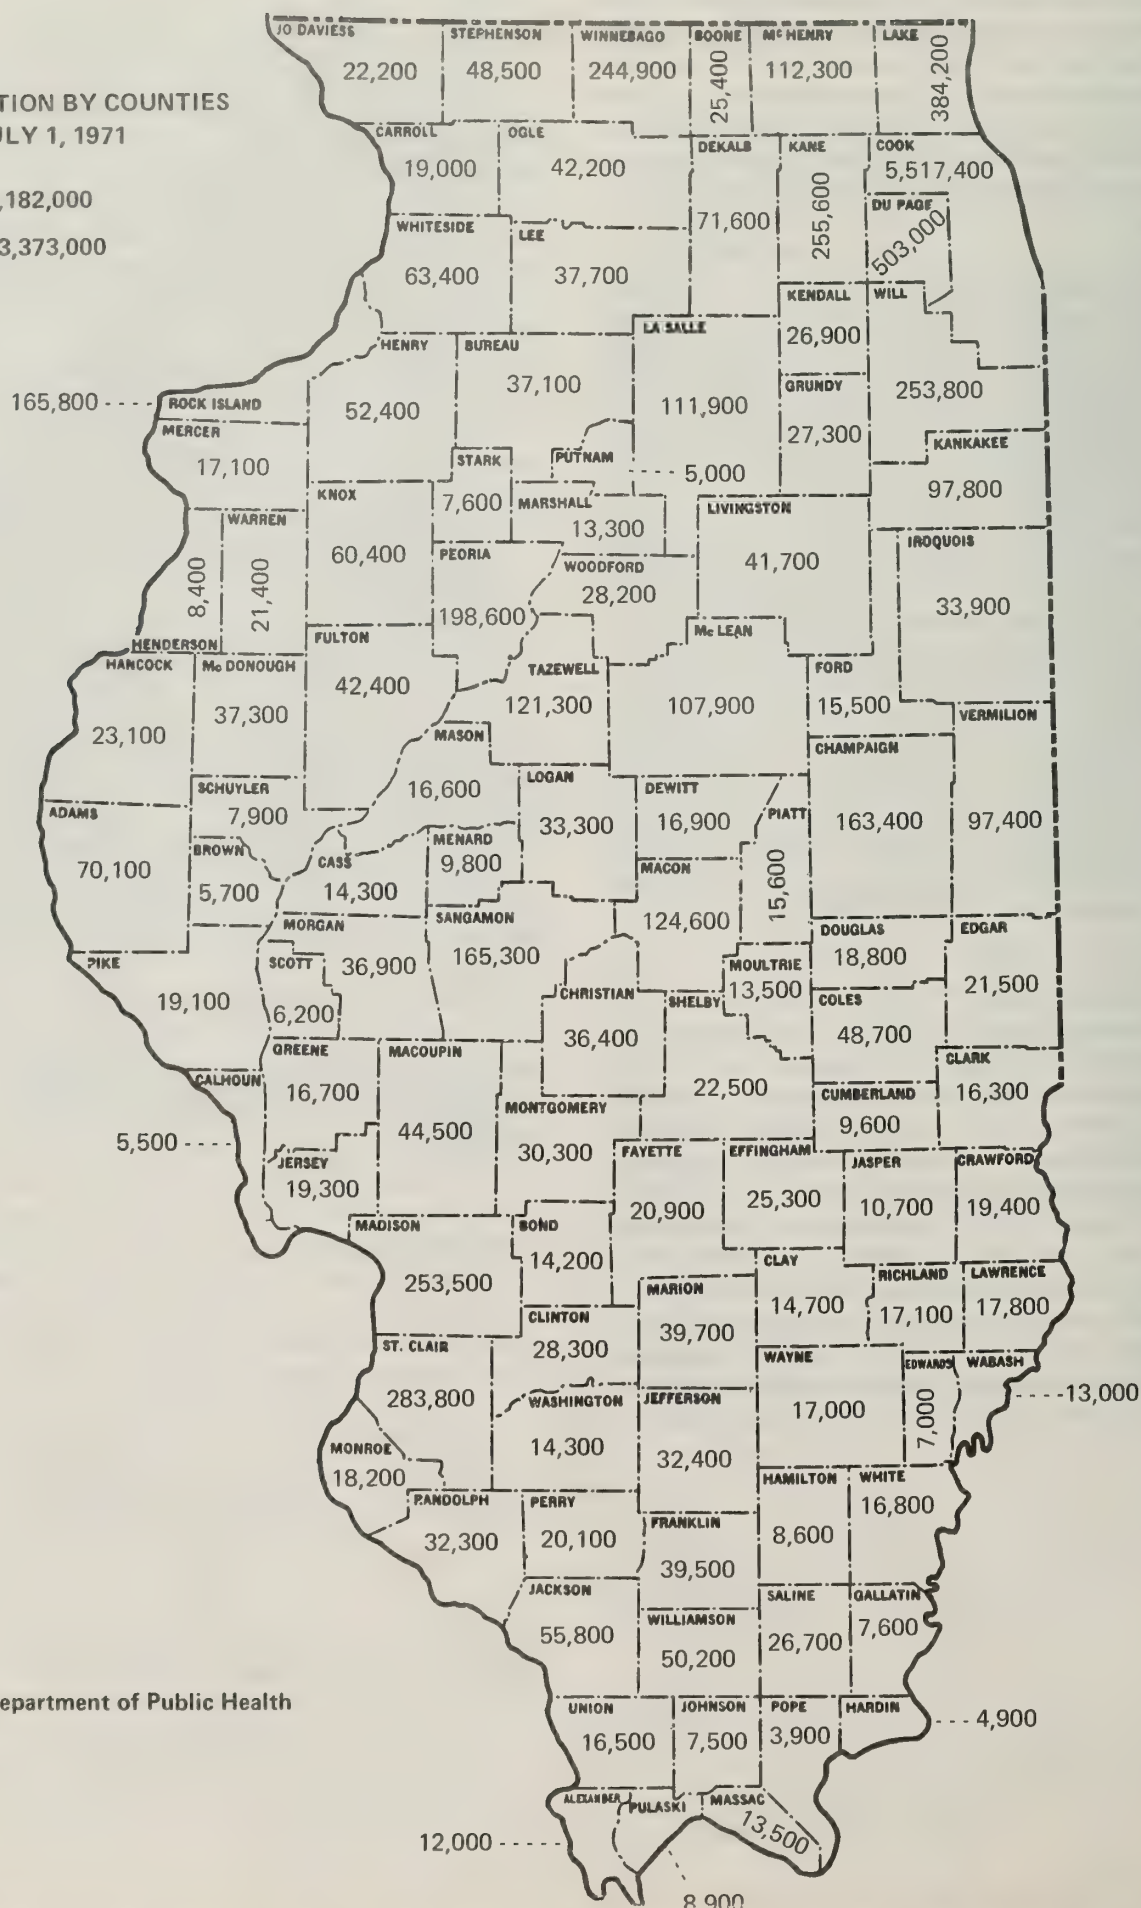 TION BY COUNTIES
ULY 1, 1971
,182,000
3,373,000
JO DAVIESS
22,200
STEPHENSON
48,500
WINNEBAGO
244,900
BOONE
25,400
McHENRY
112,300
LAKE
384,200
CARROLL
19,000
OGLE
42,200
DEKALB
71,600
KANE
255,600
COOK
5,517,400
DU PAGE
503,000
WHITESIDE
63,400
LEE
37,700
KENDALL
26,900
WILL
253,800
165,800
ROCK ISLAND
HENRY
52,400
BUREAU
37,100
LA SALLE
111,900
GRUNDY
27,300
MERCER
17,100
STARK
7,600
PUTNAM
5,000
KANKAKEE
97,800
KNOX
60,400
MARSHALL
13,300
LIVINGSTON
41,700
WARREN
21,400
8,400
HENDERSON
PEORIA
198,600
WOODFORD
28,200
IROQUOIS
33,900
HANCOCK
23,100
McDONOUGH
37,300
FULTON
42,400
TAZEWELL
121,300
McLEAN
107,900
FORD
15,500
VERMILION
97,400
MASON
16,600
LOGAN
33,300
DEWITT
16,900
PIATT
15,600
CHAMPAIGN
163,400
ADAMS
70,100
SCHUYLER
7,900
BROWN
5,700
CASS
14,300
MENARD
9,800
MACON
124,600
PIKE
19,100
MORGAN
36,900
SCOTT
6,200
SANGAMON
165,300
CHRISTIAN
36,400
SHELBY
22,500
MOULTRIE
13,500
DOUGLAS
18,800
EDGAR
21,500
COLES
48,700
CALHOUN
5,500
GREENE
16,700
MACOUPIN
44,500
MONTGOMERY
30,300
CUMBERLAND
9,600
CLARK
16,300
JERSEY
19,300
FAYETTE
20,900
EFFINGHAM
25,300
JASPER
10,700
CRAWFORD
19,400
MADISON
253,500
BOND
14,200
CLAY
14,700
RICHLAND
17,100
LAWRENCE
17,800
CLINTON
28,300
MARION
39,700
ST. CLAIR
283,800
WASHINGTON
14,300
JEFFERSON
32,400
WAYNE
17,000
EDWARDS
7,000
WABASH
13,000
MONROE
18,200
RANDOLPH
32,300
PERRY
20,100
FRANKLIN
39,500
HAMILTON
8,600
WHITE
16,800
JACKSON
55,800
WILLIAMSON
50,200
SALINE
26,700
GALLATIN
7,600
epartment of Public Health
UNION
16,500
JOHNSON
7,500
POPE
3,900
HARDIN
4,900
ALEXANDER
12,000
PULASKI
8,900
MASSAC
13,500